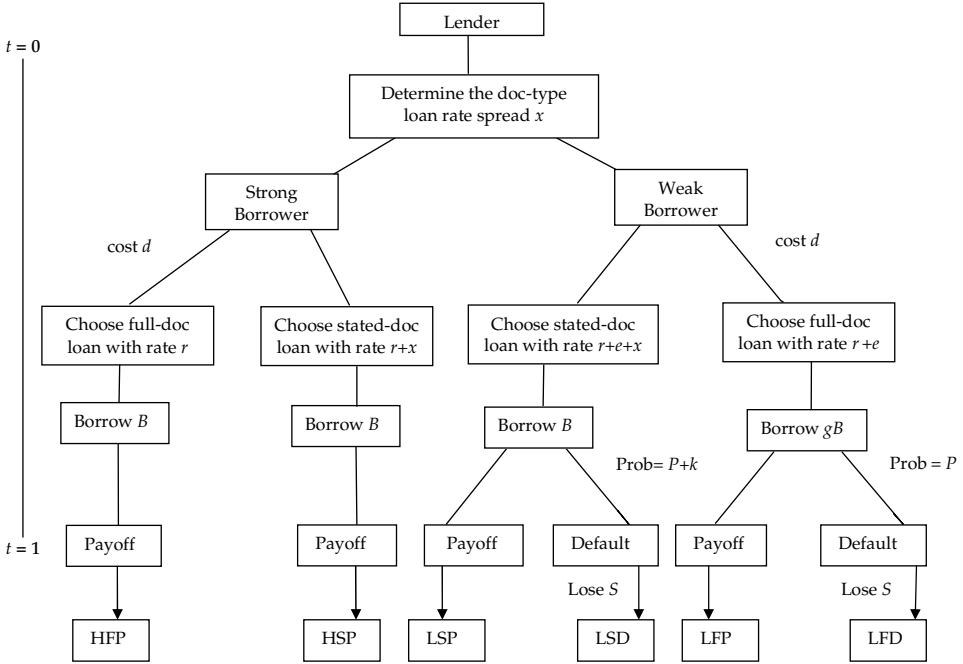 Lender
t = 0
Determine the doc-type
loan rate spread x
Strong
Borrower
Weak
Borrower
cost d
cost d
Choose full-doc
loan with rate r
Choose stated-doc
loan with rate r+x
Choose stated-doc
loan with rate r+e+x
Choose full-doc
loan with rate r+e
Borrow B
Borrow B
Borrow B
Borrow gB
Prob= P+k
Prob = P
t = 1
Payoff
Payoff
Payoff
Default
Payoff
Default
Lose S
Lose S
HFP
HSP
LSP
LSD
LFP
LFD